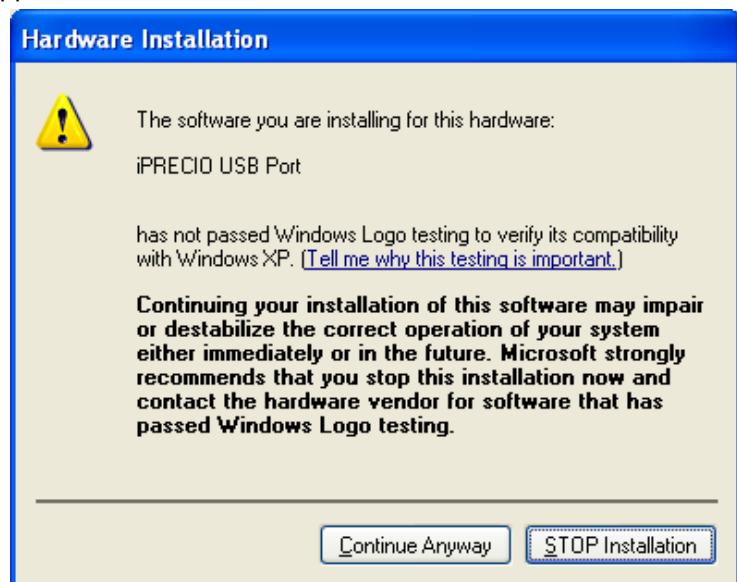 Hardware Installation
The software you are installing for this hardware:
iPRECIO USB Port
has not passed Windows Logo testing to verify its compatibility
with Windows XP. (Tell me why this testing is important.)
Continuing your installation of this software may impair
or destabilize the correct operation of your system
either immediately or in the future. Microsoft strongly
recommends that you stop this installation now and
contact the hardware vendor for software that has
passed Windows Logo testing.
Continue Anyway
STOP Installation